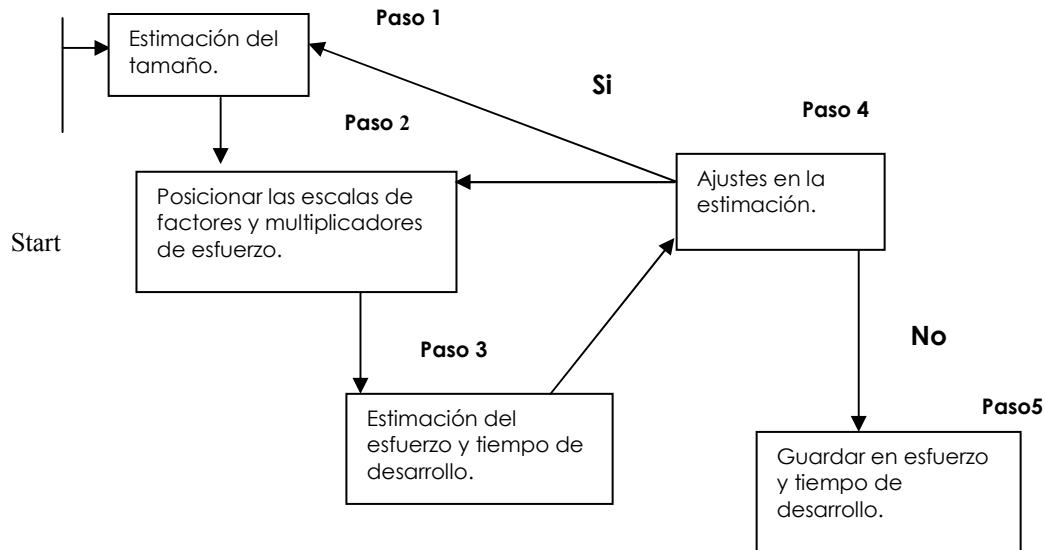 Paso 1
Estimación del
tamaño.
Si
Paso 2
Paso 4
Posicionar las escalas de
factores y multiplicadores
de esfuerzo.
Ajustes en la
estimación.
Start
No
Paso 3
Estimación del
esfuerzo y tiempo de
desarrollo.
Paso5
Guardar en esfuerzo
y tiempo de
desarrollo.